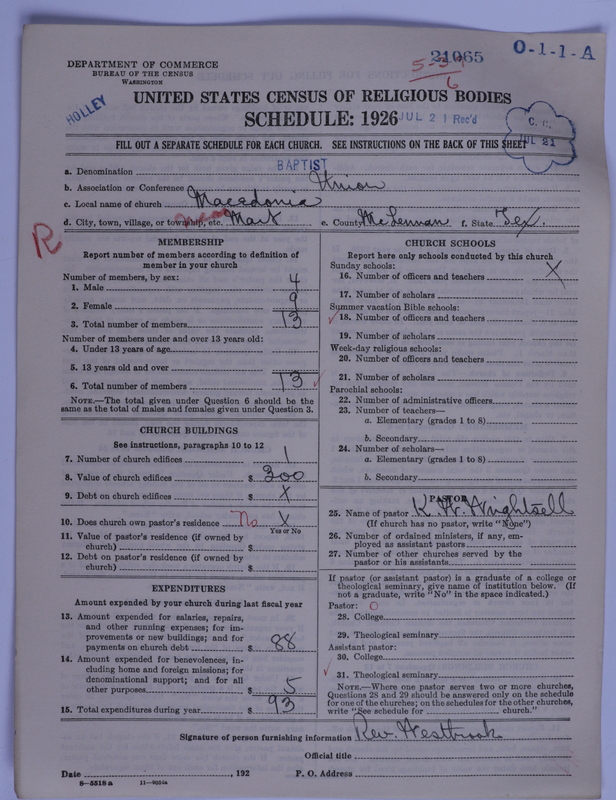 21065
5-34
6
O-1-1-A
DEPARTMENT OF COMMERCE
BUREAU OF THE CENSUS
WASHINGTON
HOLLEY
UNITED STATES CENSUS OF RELIGIOUS BODIES
SCHEDULE: 1926
JUL 21 Rec'd
JUL 21
FILL OUT A SEPARATE SCHEDULE FOR EACH CHURCH. SEE INSTRUCTIONS ON THE BACK OF THIS SHEET
a. Denomination BAPTIST
b. Association or Conference Union
c. Local name of church Macedonia
d. City, town, village, or township, etc. near Mart e. County McLennan f. State Tex.
R
MEMBERSHIP
Report number of members according to definition of
member in your church
Number of members, by sex:
1. Male 4
2. Female 9
3. Total number of members 13
Number of members under and over 13 years old:
4. Under 13 years of age
5. 13 years old and over
6. Total number of members 13
NOTE.—The total given under Question 6 should be the
same as the total of males and females given under Question 3.
CHURCH BUILDINGS
See instructions, paragraphs 10 to 12
7. Number of church edifices 1
8. Value of church edifices $ 300
9. Debt on church edifices $ X
10. Does church own pastor's residence No X
Yes or No
11. Value of pastor's residence (if owned by
church) $
12. Debt on pastor's residence (if owned by
church) $
EXPENDITURES
Amount expended by your church during last fiscal year
13. Amount expended for salaries, repairs,
and other running expenses; for im-
provements or new buildings; and for
payments on church debt $ 88
14. Amount expended for benevolences, in-
cluding home and foreign missions; for
denominational support; and for all
other purposes $ 5
15. Total expenditures during year $ 93
CHURCH SCHOOLS
Report here only schools conducted by this church
Sunday schools:
16. Number of officers and teachers X
17. Number of scholars
Summer vacation Bible schools:
18. Number of officers and teachers
19. Number of scholars
Week-day religious schools:
20. Number of officers and teachers
21. Number of scholars
Parochial schools:
22. Number of administrative officers
23. Number of teachers—
a. Elementary (grades 1 to 8)
b. Secondary
24. Number of scholars—
a. Elementary (grades 1 to 8)
b. Secondary
PASTOR
25. Name of pastor K. W. Wrightsell
(If church has no pastor, write "None")
26. Number of ordained ministers, if any, em-
ployed as assistant pastors
27. Number of other churches served by the
pastor or his assistants
If pastor (or assistant pastor) is a graduate of a college or
theological seminary, give name of institution below. (If
not a graduate, write "No" in the space indicated.)
Pastor: O
28. College
29. Theological seminary
Assistant pastor:
30. College
31. Theological seminary
NOTE.—Where one pastor serves two or more churches,
Questions 28 and 29 should be answered only on the schedule
for one of the churches; on the schedules for the other churches,
write "See schedule for church."
Signature of person furnishing information Rev. Westbrook
Official title
Date , 192 P. O. Address
8—5518a 11—9554a